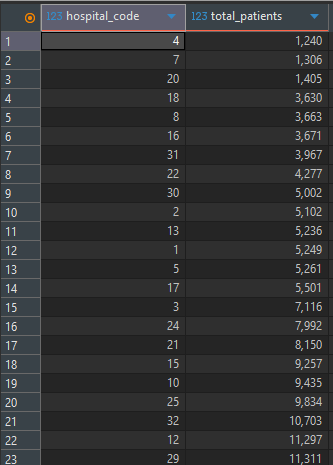 123 hospital_code 123 total_patients
1 4 1,240
2 7 1,306
3 20 1,405
4 18 3,630
5 8 3,663
6 16 3,671
7 31 3,967
8 22 4,277
9 30 5,002
10 2 5,102
11 13 5,236
12 1 5,249
13 5 5,261
14 17 5,501
15 3 7,116
16 24 7,992
17 21 8,150
18 15 9,257
19 10 9,435
20 25 9,834
21 32 10,703
22 12 11,297
23 29 11,311